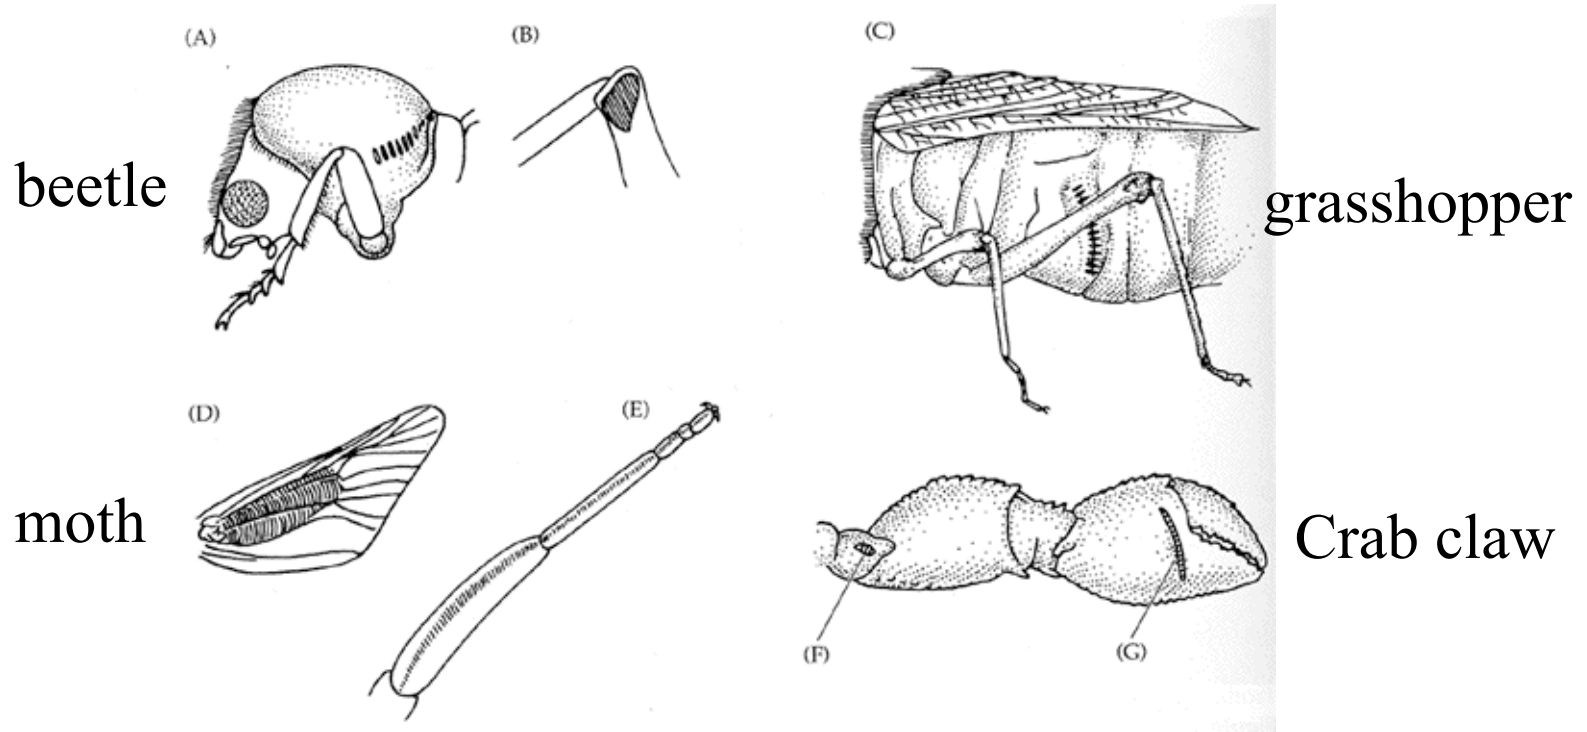 (A)
(B)
(C)
beetle
grasshopper
(D)
(E)
moth
Crab claw
(F)
(G)